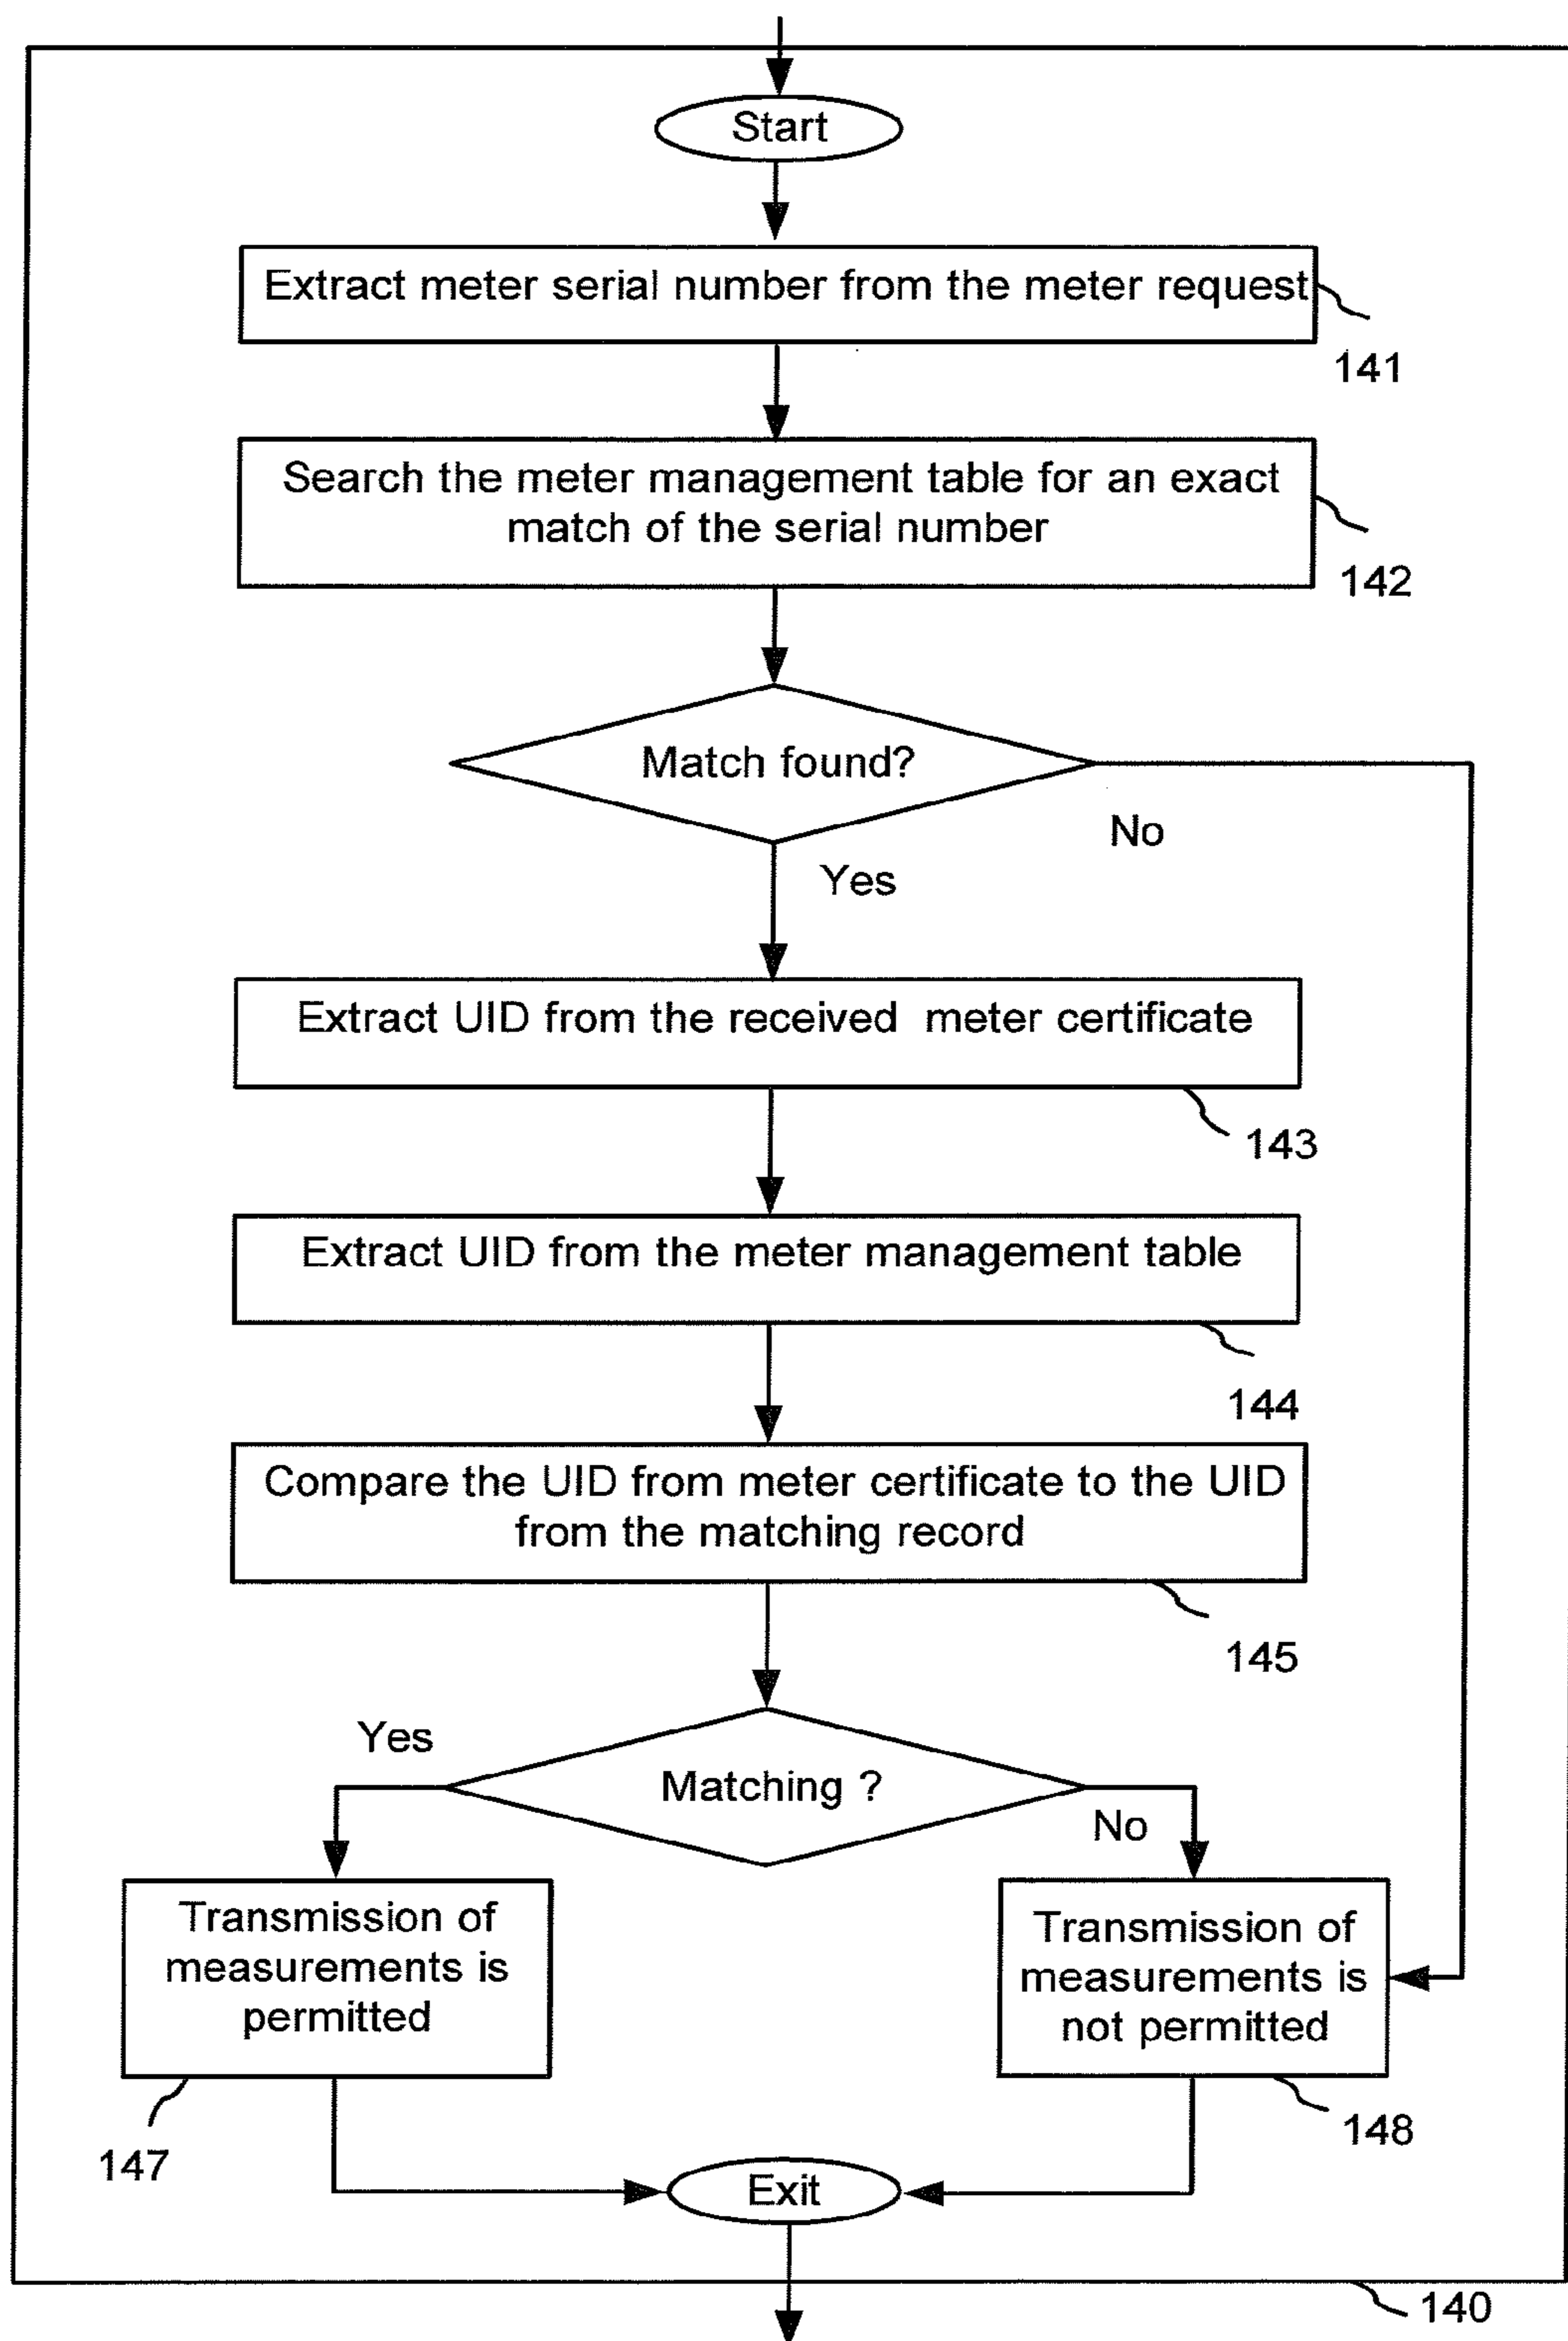 Start
Extract meter serial number from the meter request
141
Search the meter management table for an exact
match of the serial number
142
Match found?
No
Yes
Extract UID from the received meter certificate
143
Extract UID from the meter management table
144
Compare the UID from meter certificate to the UID
from the matching record
145
Yes
Matching ?
No
Transmission of
measurements is
permitted
147
Transmission of
measurements is
not permitted
148
Exit
140